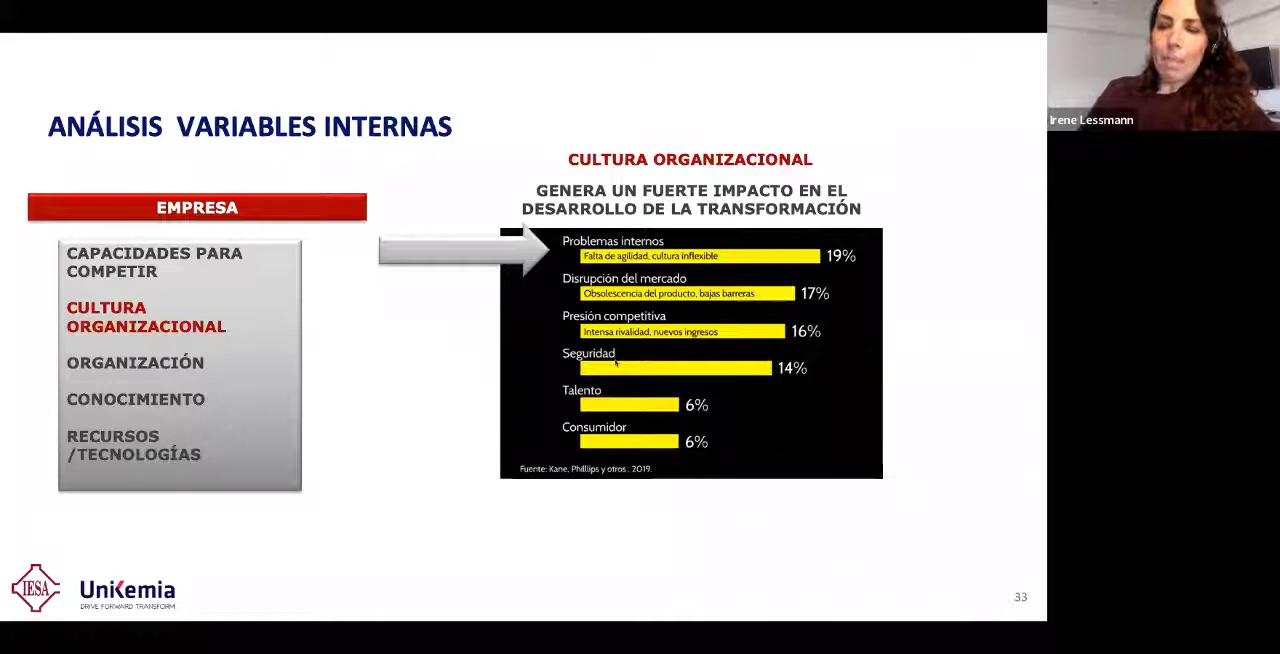 ANÁLISIS VARIABLES INTERNAS
EMPRESA
CAPACIDADES PARA
COMPETIR
CULTURA
ORGANIZACIONAL
ORGANIZACIÓN
CONOCIMIENTO
RECURSOS
/TECNOLOGÍAS
CULTURA ORGANIZACIONAL
GENERA UN FUERTE IMPACTO EN EL
DESARROLLO DE LA TRANSFORMACIÓN
Problemas internos
Falta de agilidad, cultura inflexible 19%
Disrupción del mercado
Obsolescencia del producto, bajas barreras 17%
Presión competitiva
Intensa rivalidad, nuevos ingresos 16%
Seguridad
14%
Talento
6%
Consumidor
6%
Fuente: Kane, Phillips y otros . 2019.
IESA
UniKemia
DRIVE FORWARD TRANSFORM
33
Irene Lessmann